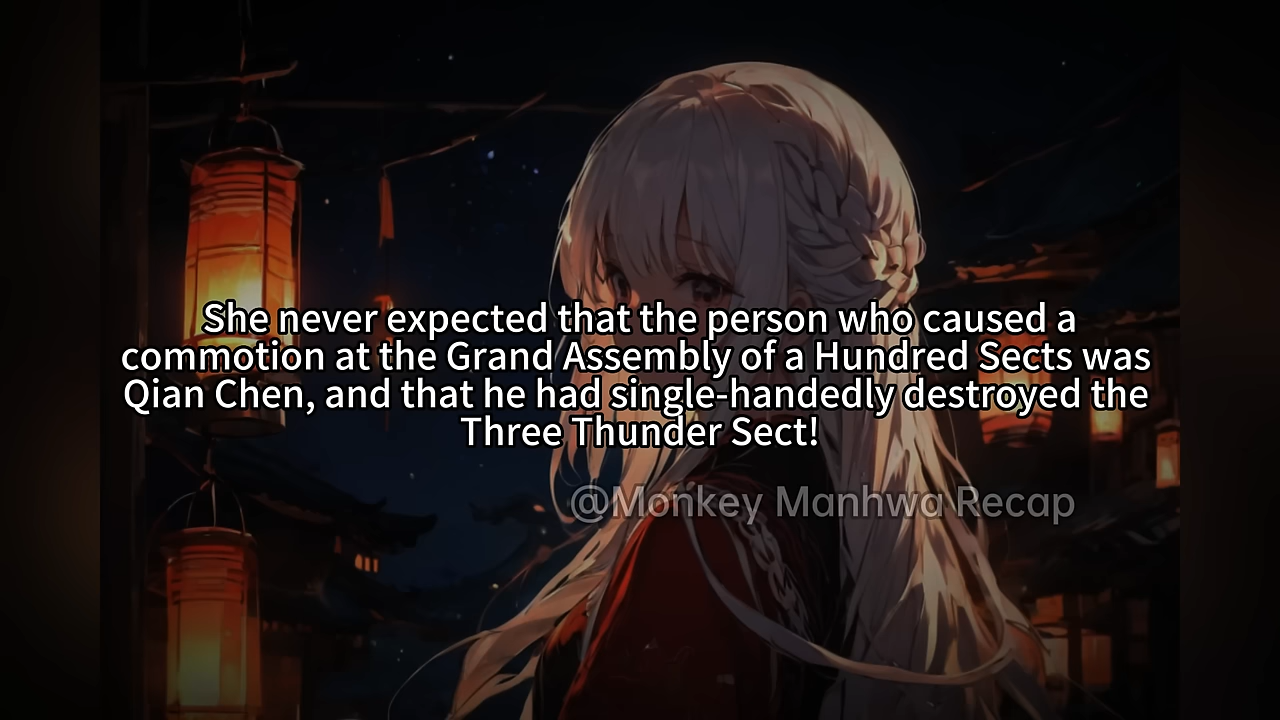 She never expected that the person who caused a
commotion at the Grand Assembly of a Hundred Sects was
Qian Chen, and that he had single-handedly destroyed the
Three Thunder Sect!
@Monkey Manhwa Recap